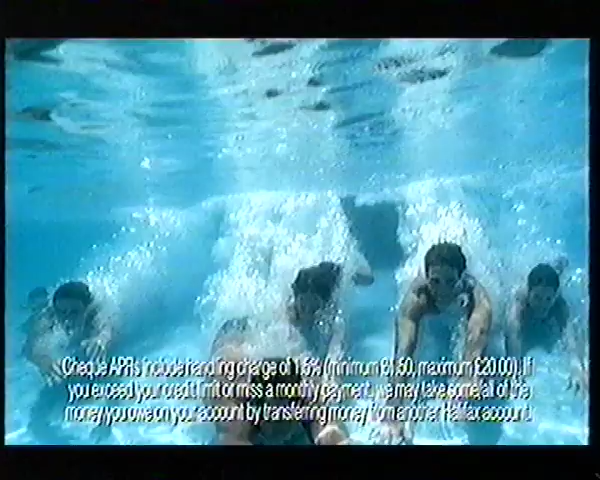 Cheque APRs include handling charge of 1.5% (minimum £1.50, maximum £20.00). If
you exceed your credit limit or miss a monthly payment, we may take some/all of the
money you owe on your account by transferring money from another Halifax account.